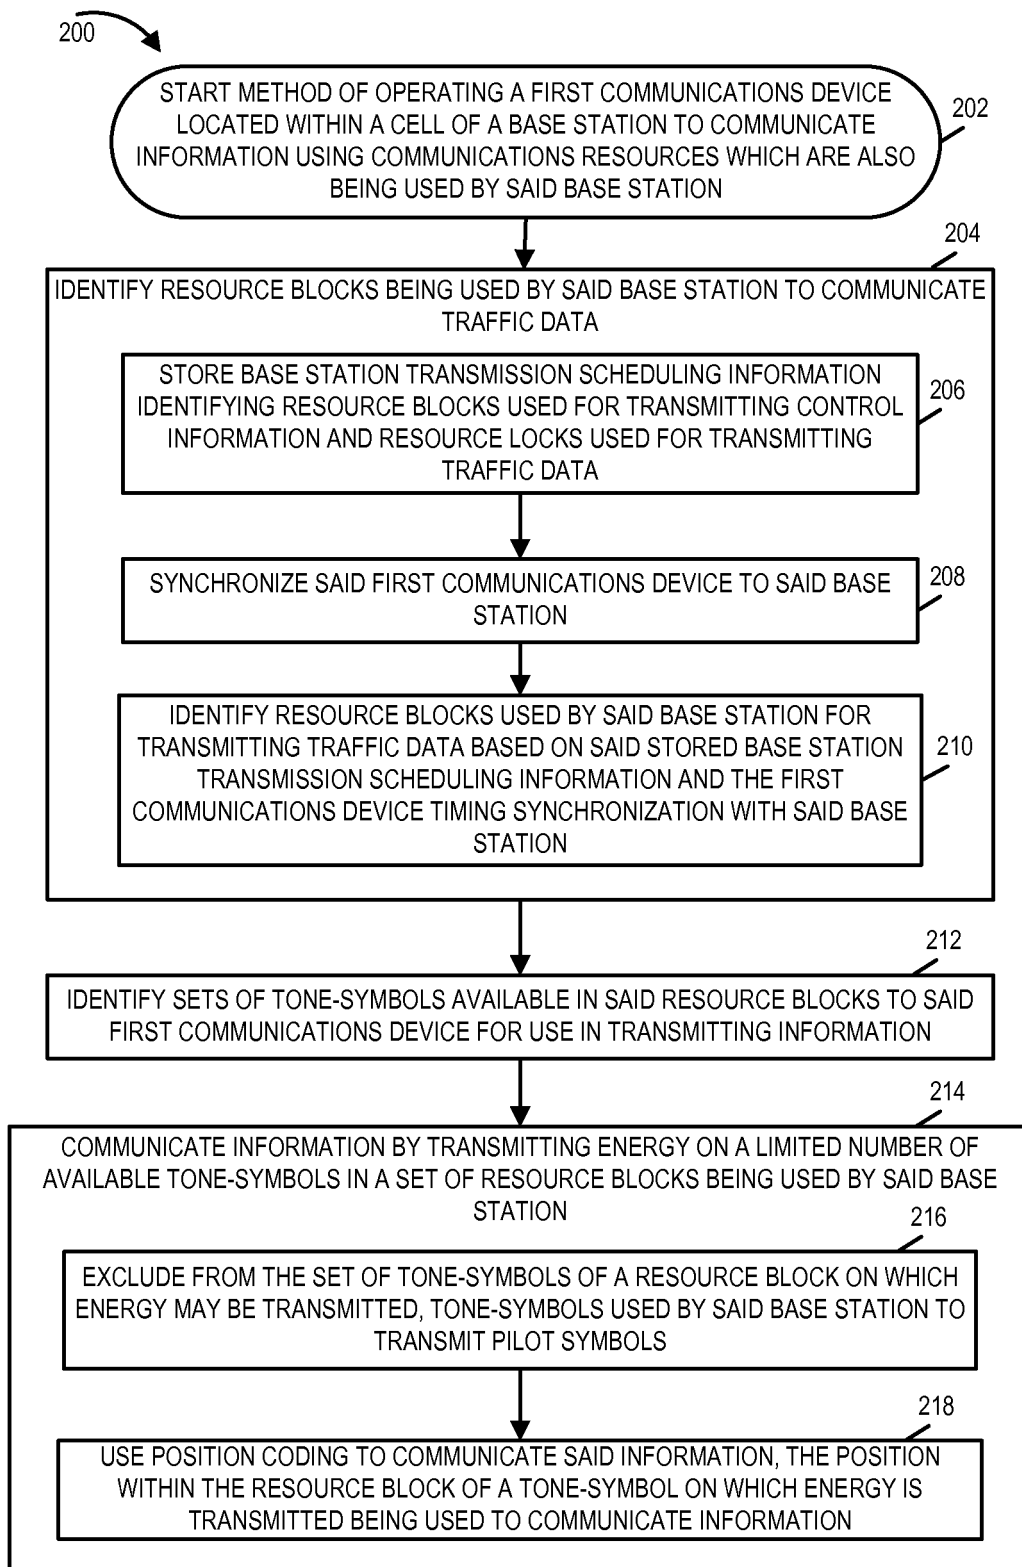 200
START METHOD OF OPERATING A FIRST COMMUNICATIONS DEVICE
LOCATED WITHIN A CELL OF A BASE STATION TO COMMUNICATE
INFORMATION USING COMMUNICATIONS RESOURCES WHICH ARE ALSO
BEING USED BY SAID BASE STATION
202
204
IDENTIFY RESOURCE BLOCKS BEING USED BY SAID BASE STATION TO COMMUNICATE
TRAFFIC DATA
STORE BASE STATION TRANSMISSION SCHEDULING INFORMATION
IDENTIFYING RESOURCE BLOCKS USED FOR TRANSMITTING CONTROL
INFORMATION AND RESOURCE LOCKS USED FOR TRANSMITTING
TRAFFIC DATA
206
SYNCHRONIZE SAID FIRST COMMUNICATIONS DEVICE TO SAID BASE
STATION
208
IDENTIFY RESOURCE BLOCKS USED BY SAID BASE STATION FOR
TRANSMITTING TRAFFIC DATA BASED ON SAID STORED BASE STATION
TRANSMISSION SCHEDULING INFORMATION AND THE FIRST
COMMUNICATIONS DEVICE TIMING SYNCHRONIZATION WITH SAID BASE
STATION
210
212
IDENTIFY SETS OF TONE-SYMBOLS AVAILABLE IN SAID RESOURCE BLOCKS TO SAID
FIRST COMMUNICATIONS DEVICE FOR USE IN TRANSMITTING INFORMATION
214
COMMUNICATE INFORMATION BY TRANSMITTING ENERGY ON A LIMITED NUMBER OF
AVAILABLE TONE-SYMBOLS IN A SET OF RESOURCE BLOCKS BEING USED BY SAID BASE
STATION
216
EXCLUDE FROM THE SET OF TONE-SYMBOLS OF A RESOURCE BLOCK ON WHICH
ENERGY MAY BE TRANSMITTED, TONE-SYMBOLS USED BY SAID BASE STATION TO
TRANSMIT PILOT SYMBOLS
218
USE POSITION CODING TO COMMUNICATE SAID INFORMATION, THE POSITION
WITHIN THE RESOURCE BLOCK OF A TONE-SYMBOL ON WHICH ENERGY IS
TRANSMITTED BEING USED TO COMMUNICATE INFORMATION